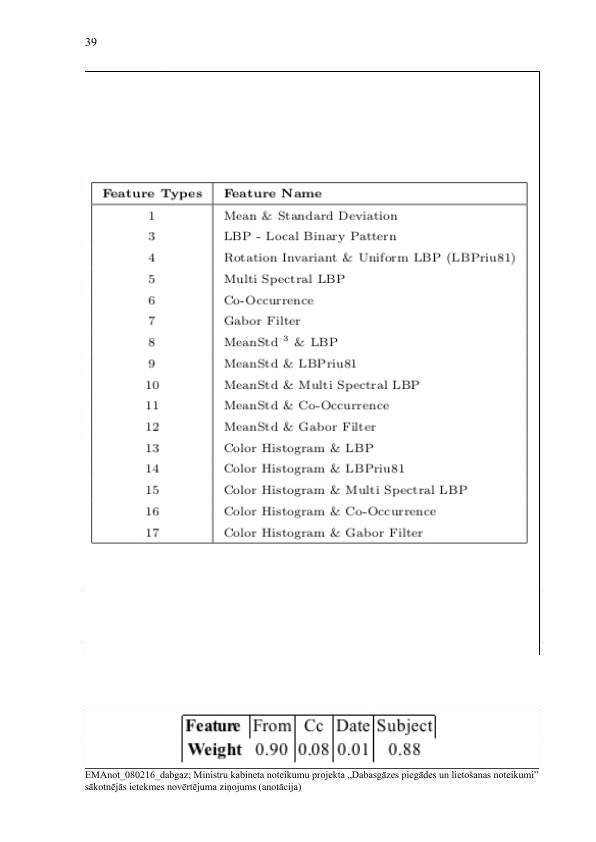 39
Feature Types Feature Name
1 Mean & Standard Deviation
3 LBP - Local Binary Pattern
4 Rotation Invariant & Uniform LBP (LBPriu81)
5 Multi Spectral LBP
6 Co-Occurrence
7 Gabor Filter
8 MeanStd ³ & LBP
9 MeanStd & LBPriu81
10 MeanStd & Multi Spectral LBP
11 MeanStd & Co-Occurrence
12 MeanStd & Gabor Filter
13 Color Histogram & LBP
14 Color Histogram & LBPriu81
15 Color Histogram & Multi Spectral LBP
16 Color Histogram & Co-Occurrence
17 Color Histogram & Gabor Filter
Feature From Cc Date Subject
Weight 0.90 0.08 0.01 0.88
EMAnot_080216_dabgaz; Ministru kabineta noteikumu projekta „Dabasgāzes piegādes un lietošanas noteikumi”
sākotnējās ietekmes novērtējuma ziņojums (anotācija)